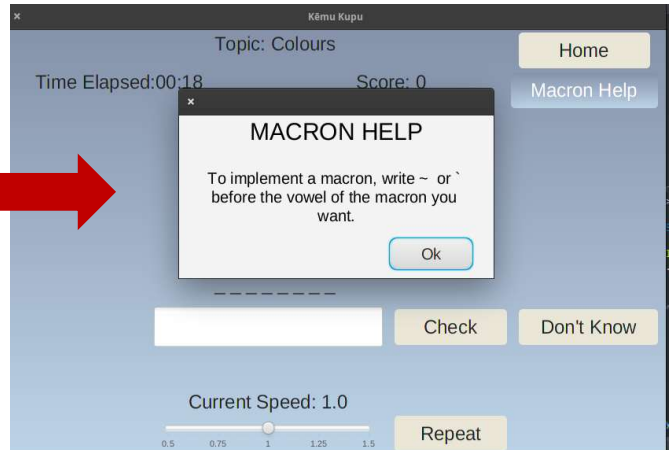 Kēmu Kupu
Topic: Colours
Home
Time Elapsed:00:18
Score: 0
Macron Help
MACRON HELP
To implement a macron, write ~ or `
before the vowel of the macron you
want.
Ok
_ _ _ _ _ _ _ _
Check
Don't Know
Current Speed: 1.0
0.5 0.75 1 1.25 1.5
Repeat